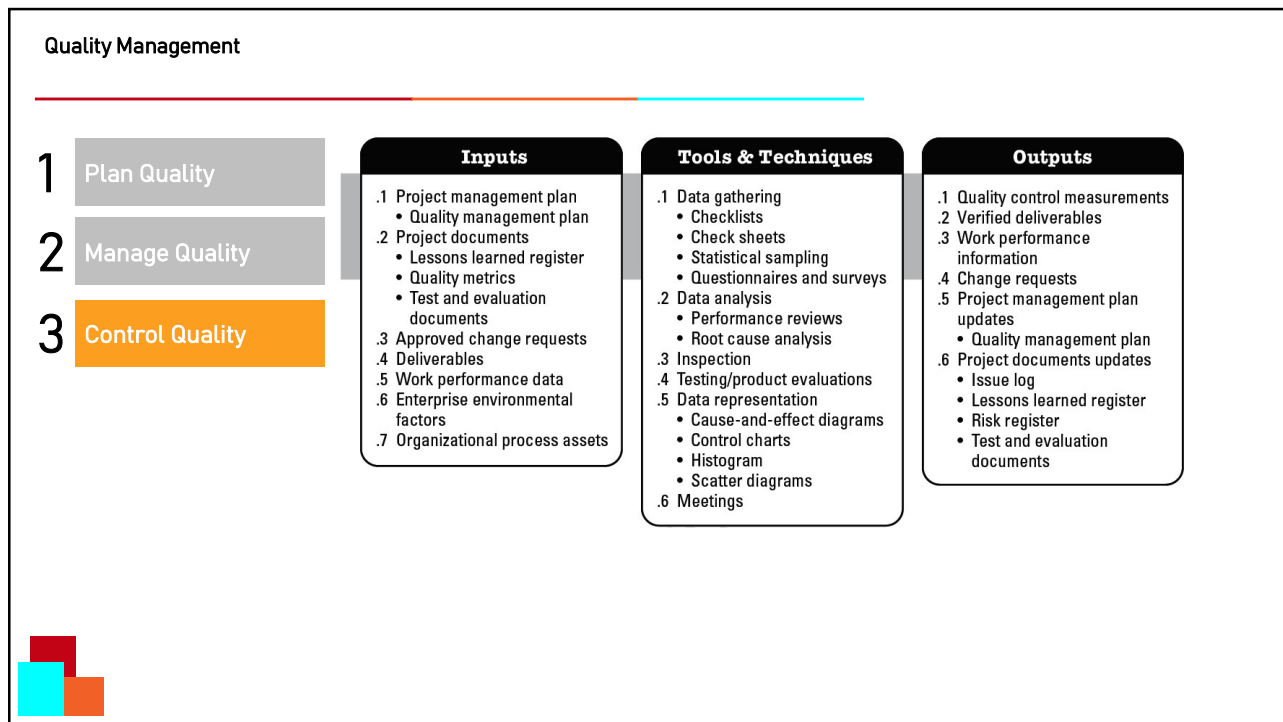 Quality Management
1
Plan Quality
2
Manage Quality
3
Control Quality
Inputs
.1 Project management plan
• Quality management plan
.2 Project documents
• Lessons learned register
• Quality metrics
• Test and evaluation
documents
.3 Approved change requests
.4 Deliverables
.5 Work performance data
.6 Enterprise environmental
factors
.7 Organizational process assets
Tools & Techniques
.1 Data gathering
• Checklists
• Check sheets
• Statistical sampling
• Questionnaires and surveys
.2 Data analysis
• Performance reviews
• Root cause analysis
.3 Inspection
.4 Testing/product evaluations
.5 Data representation
• Cause-and-effect diagrams
• Control charts
• Histogram
• Scatter diagrams
.6 Meetings
Outputs
.1 Quality control measurements
.2 Verified deliverables
.3 Work performance
information
.4 Change requests
.5 Project management plan
updates
• Quality management plan
.6 Project documents updates
• Issue log
• Lessons learned register
• Risk register
• Test and evaluation
documents